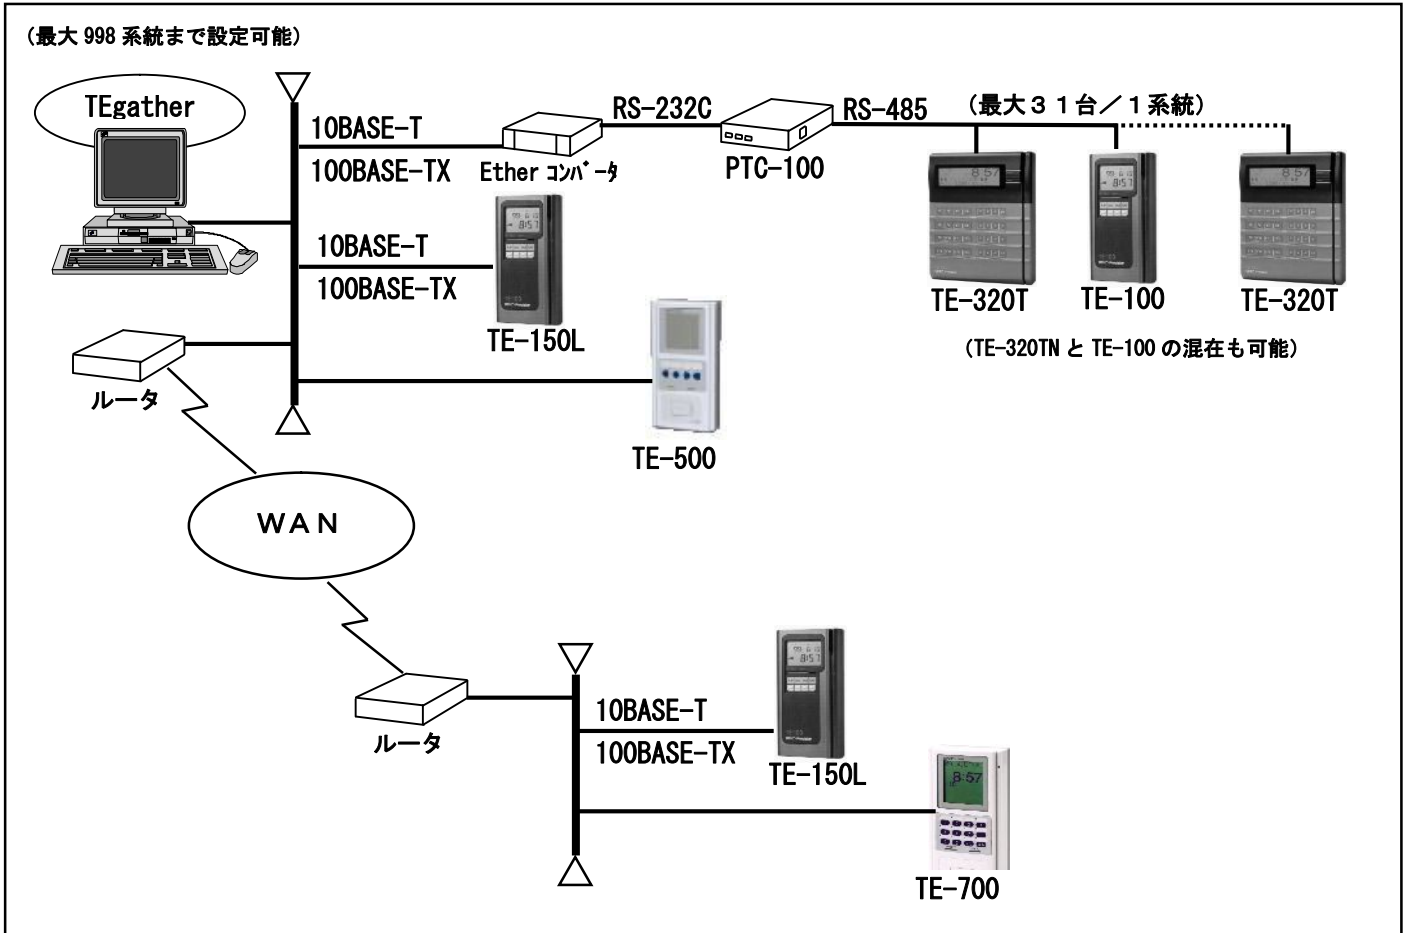 （最大 998 系統まで設定可能）
TEgather
10BASE-T
100BASE-TX
Ether ｺﾝﾊﾞｰﾀ
RS-232C
PTC-100
RS-485
（最大３１台／１系統）
TE-320T
TE-100
TE-320T
（TE-320TN と TE-100 の混在も可能）
10BASE-T
100BASE-TX
TE-150L
TE-500
ルータ
ＷＡＮ
ルータ
10BASE-T
100BASE-TX
TE-150L
8:57
TE-700